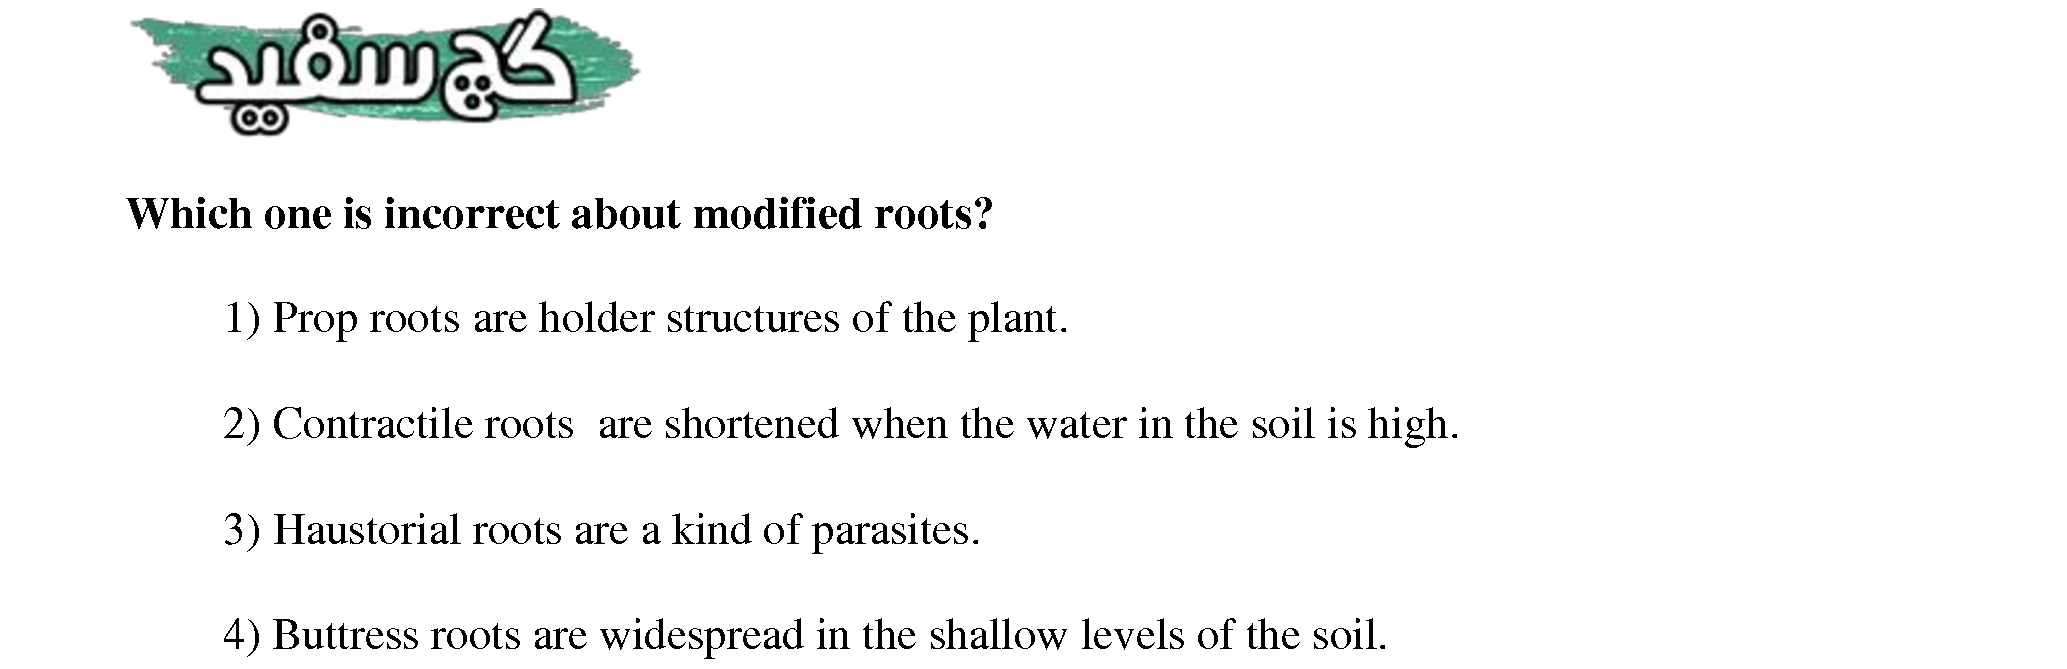 گچ سفید
Which one is incorrect about modified roots?
1) Prop roots are holder structures of the plant.
2) Contractile roots are shortened when the water in the soil is high.
3) Haustorial roots are a kind of parasites.
4) Buttress roots are widespread in the shallow levels of the soil.